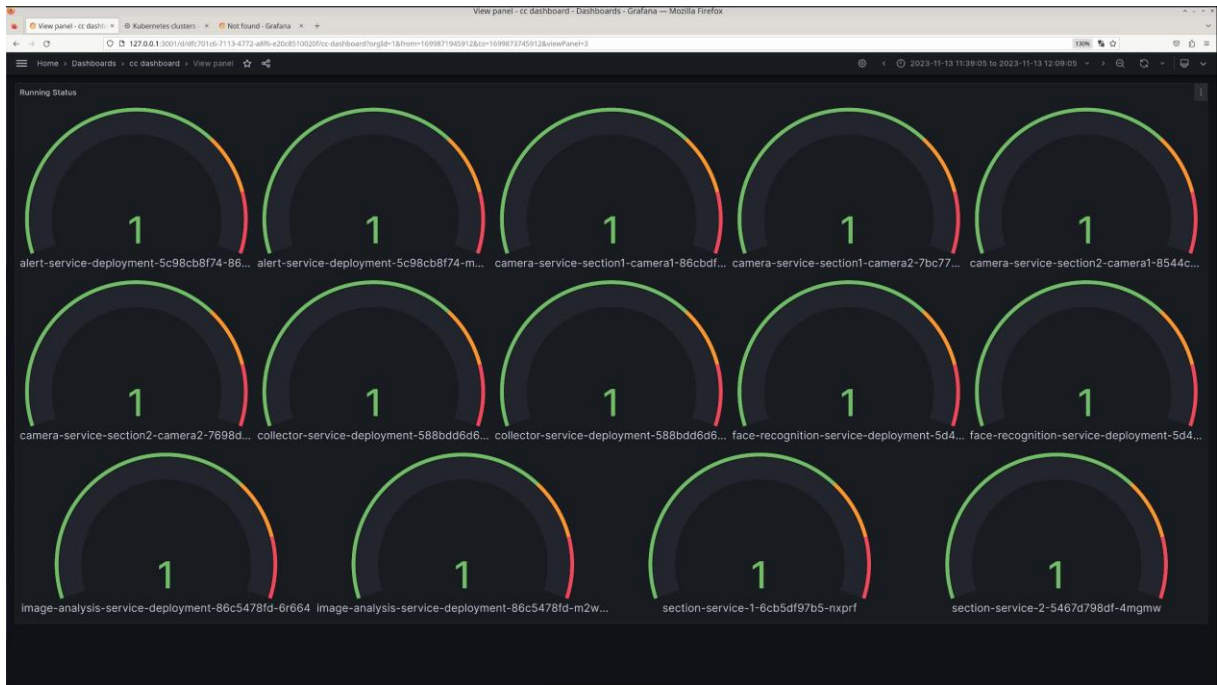 View panel - cc dashboard - Dashboards - Grafana — Mozilla Firefox
View panel - cc dashb
Kubernetes clusters -
Not found - Grafana
127.0.0.1:3001/d/dfc701c6-7113-4772-a8f6-e20c8510020f/cc-dashboard?orgId=1&from=1699871945912&to=1699873745912&viewPanel=3
130%
Home › Dashboards › cc dashboard › View panel
2023-11-13 11:39:05 to 2023-11-13 12:09:05
Running Status
1 1 1 1 1
alert-service-deployment-5c98cb8f74-86... alert-service-deployment-5c98cb8f74-m... camera-service-section1-camera1-86cbdf... camera-service-section1-camera2-7bc77... camera-service-section2-camera1-8544c...
1 1 1 1 1
camera-service-section2-camera2-7698d... collector-service-deployment-588bdd6d6... collector-service-deployment-588bdd6d6... face-recognition-service-deployment-5d4... face-recognition-service-deployment-5d4...
1 1 1 1
image-analysis-service-deployment-86c5478fd-6r664 image-analysis-service-deployment-86c5478fd-m2w... section-service-1-6cb5df97b5-nxprf section-service-2-5467d798df-4mgmw